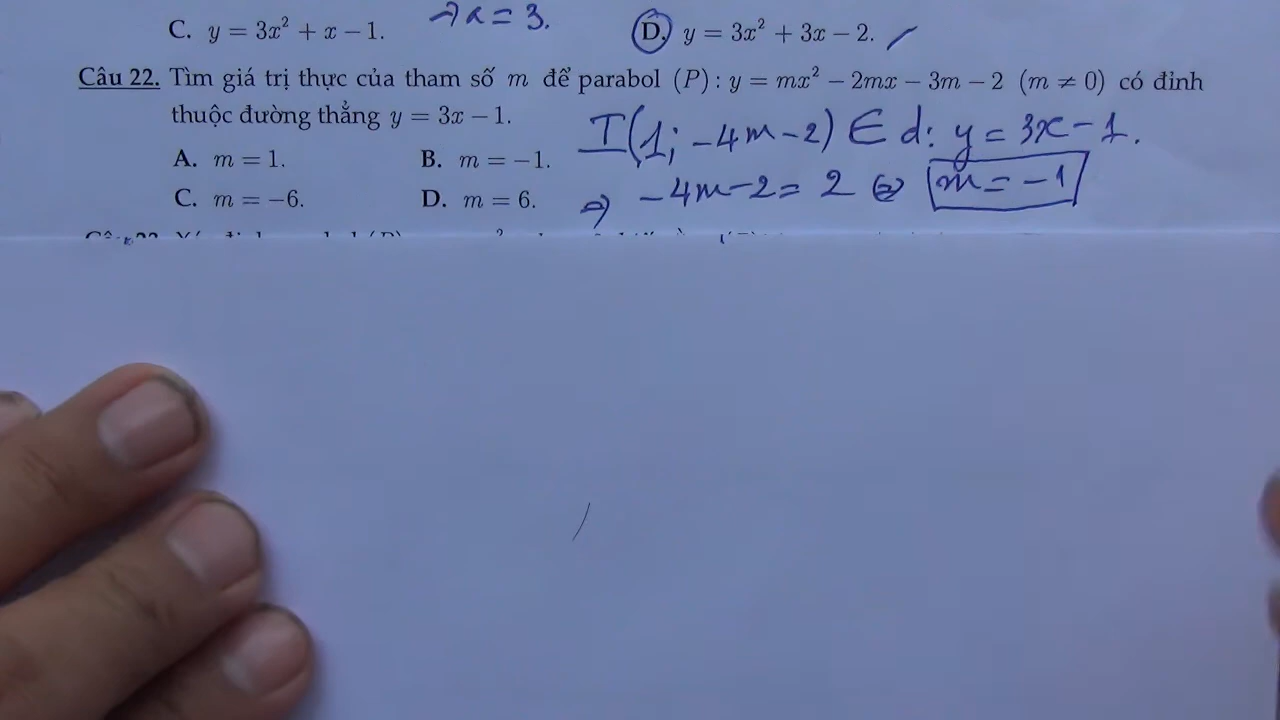 C. y = 3x² + x − 1. ⇒ a = 3. D. y = 3x² + 3x − 2.
Câu 22. Tìm giá trị thực của tham số m để parabol (P) : y = mx² − 2mx − 3m − 2 (m ≠ 0) có đỉnh
thuộc đường thẳng y = 3x − 1. I(1; −4m−2) ∈ d: y = 3x − 1.
A. m = 1. B. m = −1.
⇒ −4m−2 = 2 ⇔ m = −1
C. m = −6. D. m = 6.